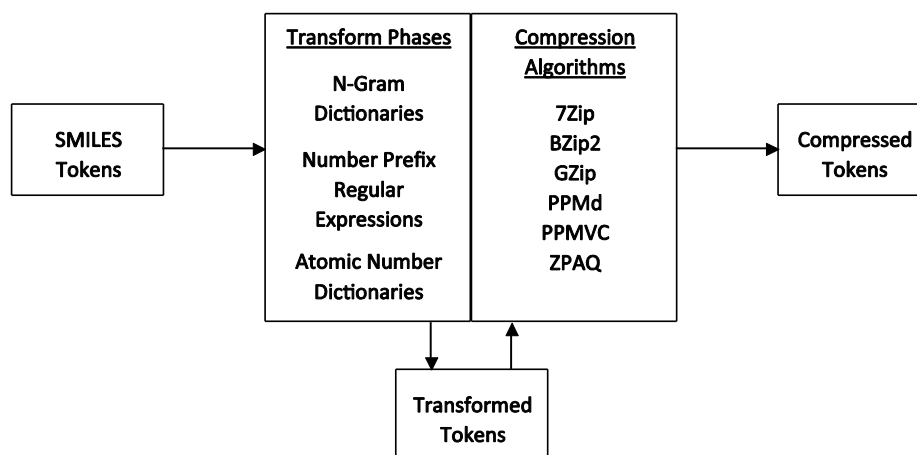 SMILES
Tokens
Transform Phases
N-Gram
Dictionaries
Number Prefix
Regular
Expressions
Atomic Number
Dictionaries
Compression
Algorithms
7Zip
BZip2
GZip
PPMd
PPMVC
ZPAQ
Compressed
Tokens
Transformed
Tokens